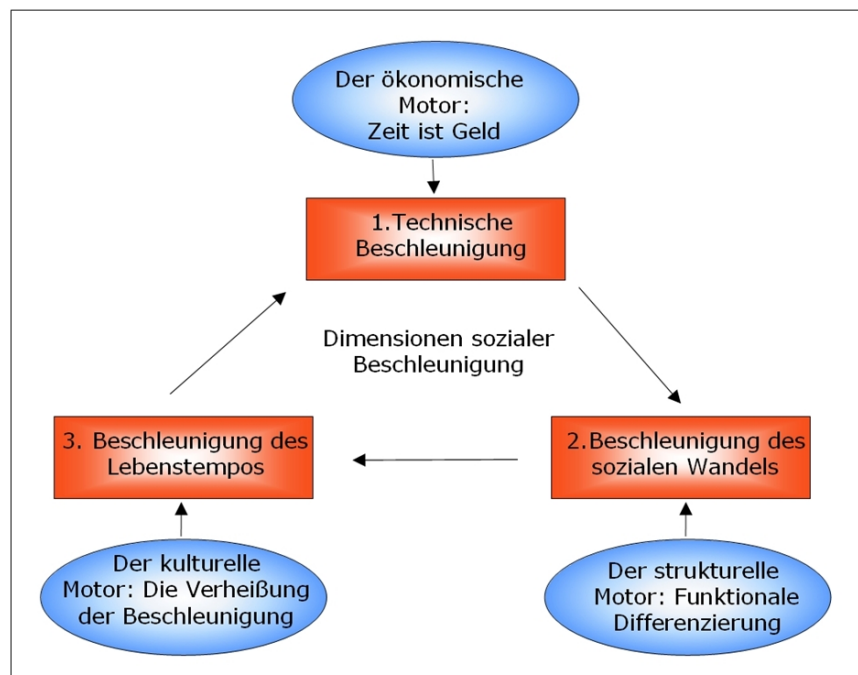 Der ökonomische
Motor:
Zeit ist Geld
1.Technische
Beschleunigung
Dimensionen sozialer
Beschleunigung
3. Beschleunigung des
Lebenstempos
2.Beschleunigung des
sozialen Wandels
Der kulturelle
Motor: Die Verheißung
der Beschleunigung
Der strukturelle
Motor: Funktionale
Differenzierung